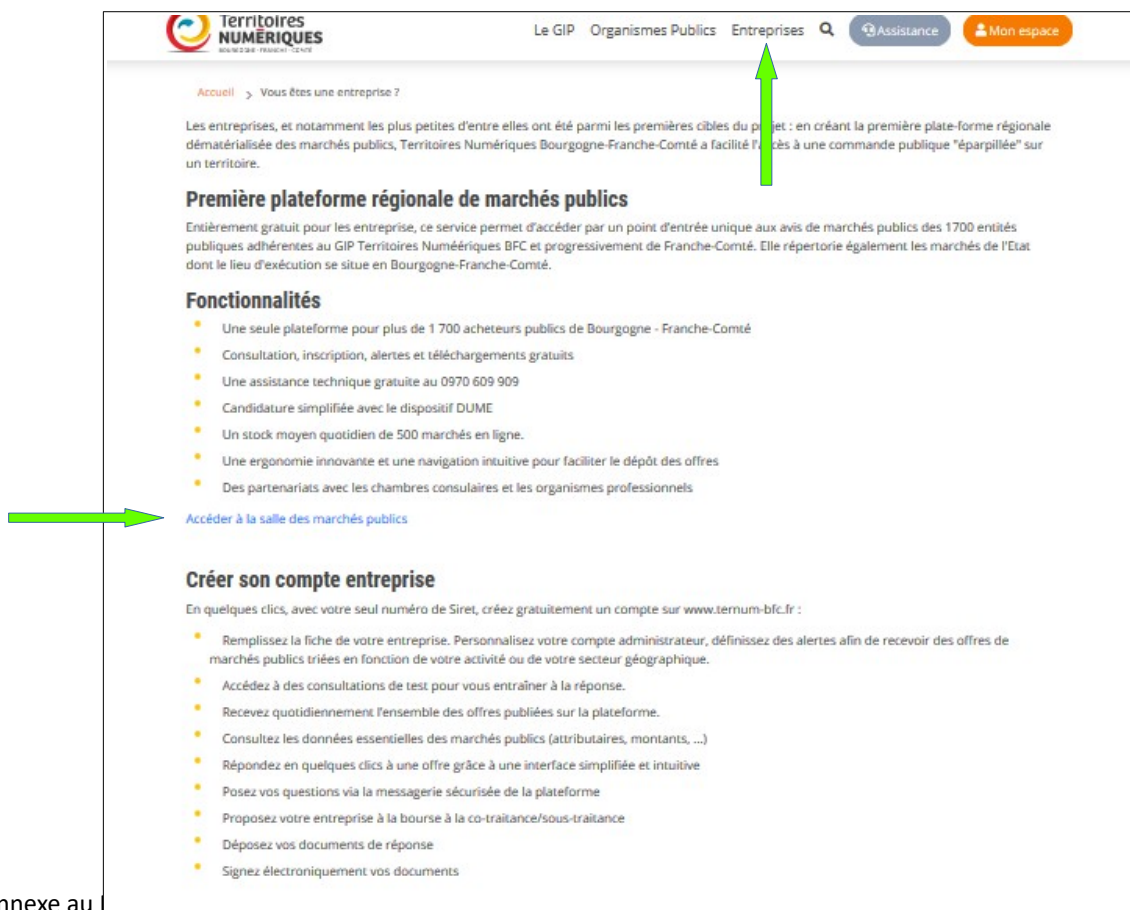 Territoires
NUMÉRIQUES
BOURGOGNE - FRANCHE - COMTÉ
Le GIP Organismes Publics Entreprises Assistance Mon espace
Accueil > Vous êtes une entreprise ?
Les entreprises, et notamment les plus petites d'entre elles ont été parmi les premières cibles du projet : en créant la première plate-forme régionale
dématérialisée des marchés publics, Territoires Numériques Bourgogne-Franche-Comté a facilité l'accès à une commande publique "éparpillée" sur
un territoire.
Première plateforme régionale de marchés publics
Entièrement gratuit pour les entreprise, ce service permet d'accéder par un point d'entrée unique aux avis de marchés publics des 1700 entités
publiques adhérentes au GIP Territoires Numéériques BFC et progressivement de Franche-Comté. Elle répertorie également les marchés de l'Etat
dont le lieu d'exécution se situe en Bourgogne-Franche-Comté.
Fonctionnalités
Une seule plateforme pour plus de 1 700 acheteurs publics de Bourgogne - Franche-Comté
Consultation, inscription, alertes et téléchargements gratuits
Une assistance technique gratuite au 0970 609 909
Candidature simplifiée avec le dispositif DUME
Un stock moyen quotidien de 500 marchés en ligne.
Une ergonomie innovante et une navigation intuitive pour faciliter le dépôt des offres
Des partenariats avec les chambres consulaires et les organismes professionnels
Accéder à la salle des marchés publics
Créer son compte entreprise
En quelques clics, avec votre seul numéro de Siret, créez gratuitement un compte sur www.ternum-bfc.fr :
Remplissez la fiche de votre entreprise. Personnalisez votre compte administrateur, définissez des alertes afin de recevoir des offres de
marchés publics triées en fonction de votre activité ou de votre secteur géographique.
Accédez à des consultations de test pour vous entraîner à la réponse.
Recevez quotidiennement l'ensemble des offres publiées sur la plateforme.
Consultez les données essentielles des marchés publics (attributaires, montants, ...)
Répondez en quelques clics à une offre grâce à une interface simplifiée et intuitive
Posez vos questions via la messagerie sécurisée de la plateforme
Proposez votre entreprise à la bourse à la co-traitance/sous-traitance
Déposez vos documents de réponse
Signez électroniquement vos documents
nnexe au